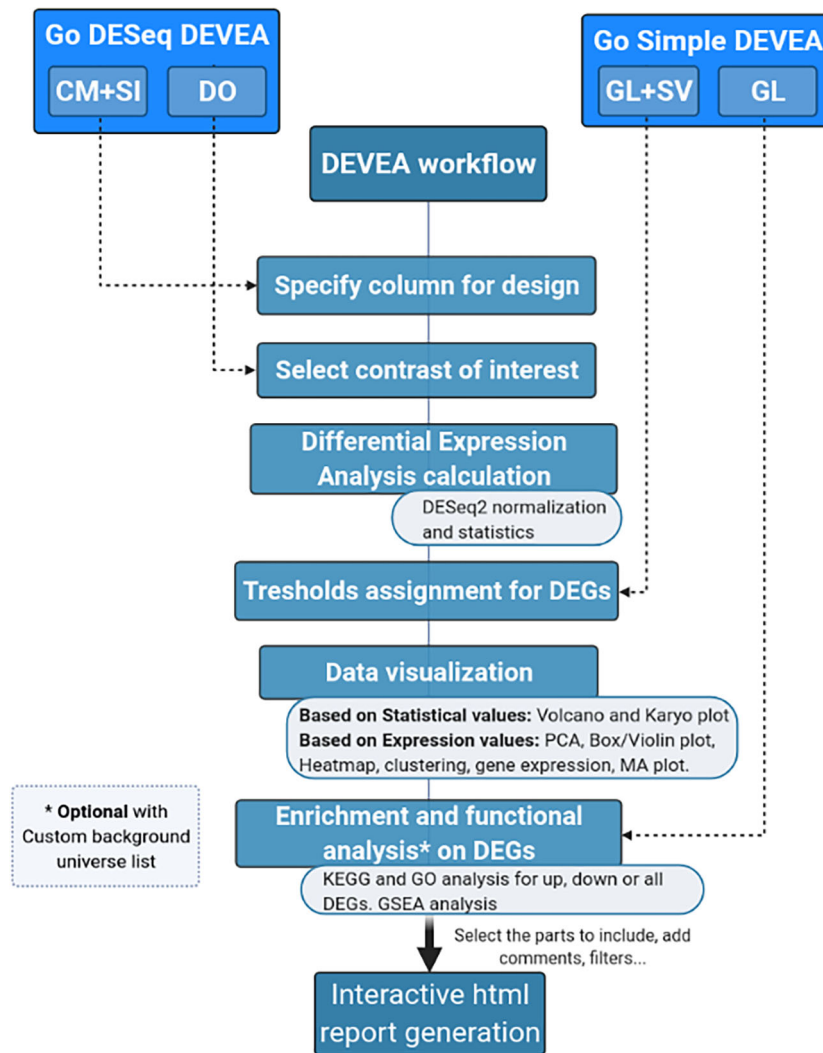 Go DESeq DEVEA
CM+SI
DO
Go Simple DEVEA
GL+SV
GL
DEVEA workflow
Specify column for design
Select contrast of interest
Differential Expression
Analysis calculation
DESeq2 normalization
and statistics
Tresholds assignment for DEGs
Data visualization
Based on Statistical values: Volcano and Karyo plot
Based on Expression values: PCA, Box/Violin plot,
Heatmap, clustering, gene expression, MA plot.
* Optional with
Custom background
universe list
Enrichment and functional
analysis* on DEGs
KEGG and GO analysis for up, down or all
DEGs. GSEA analysis
Select the parts to include, add
comments, filters...
Interactive html
report generation